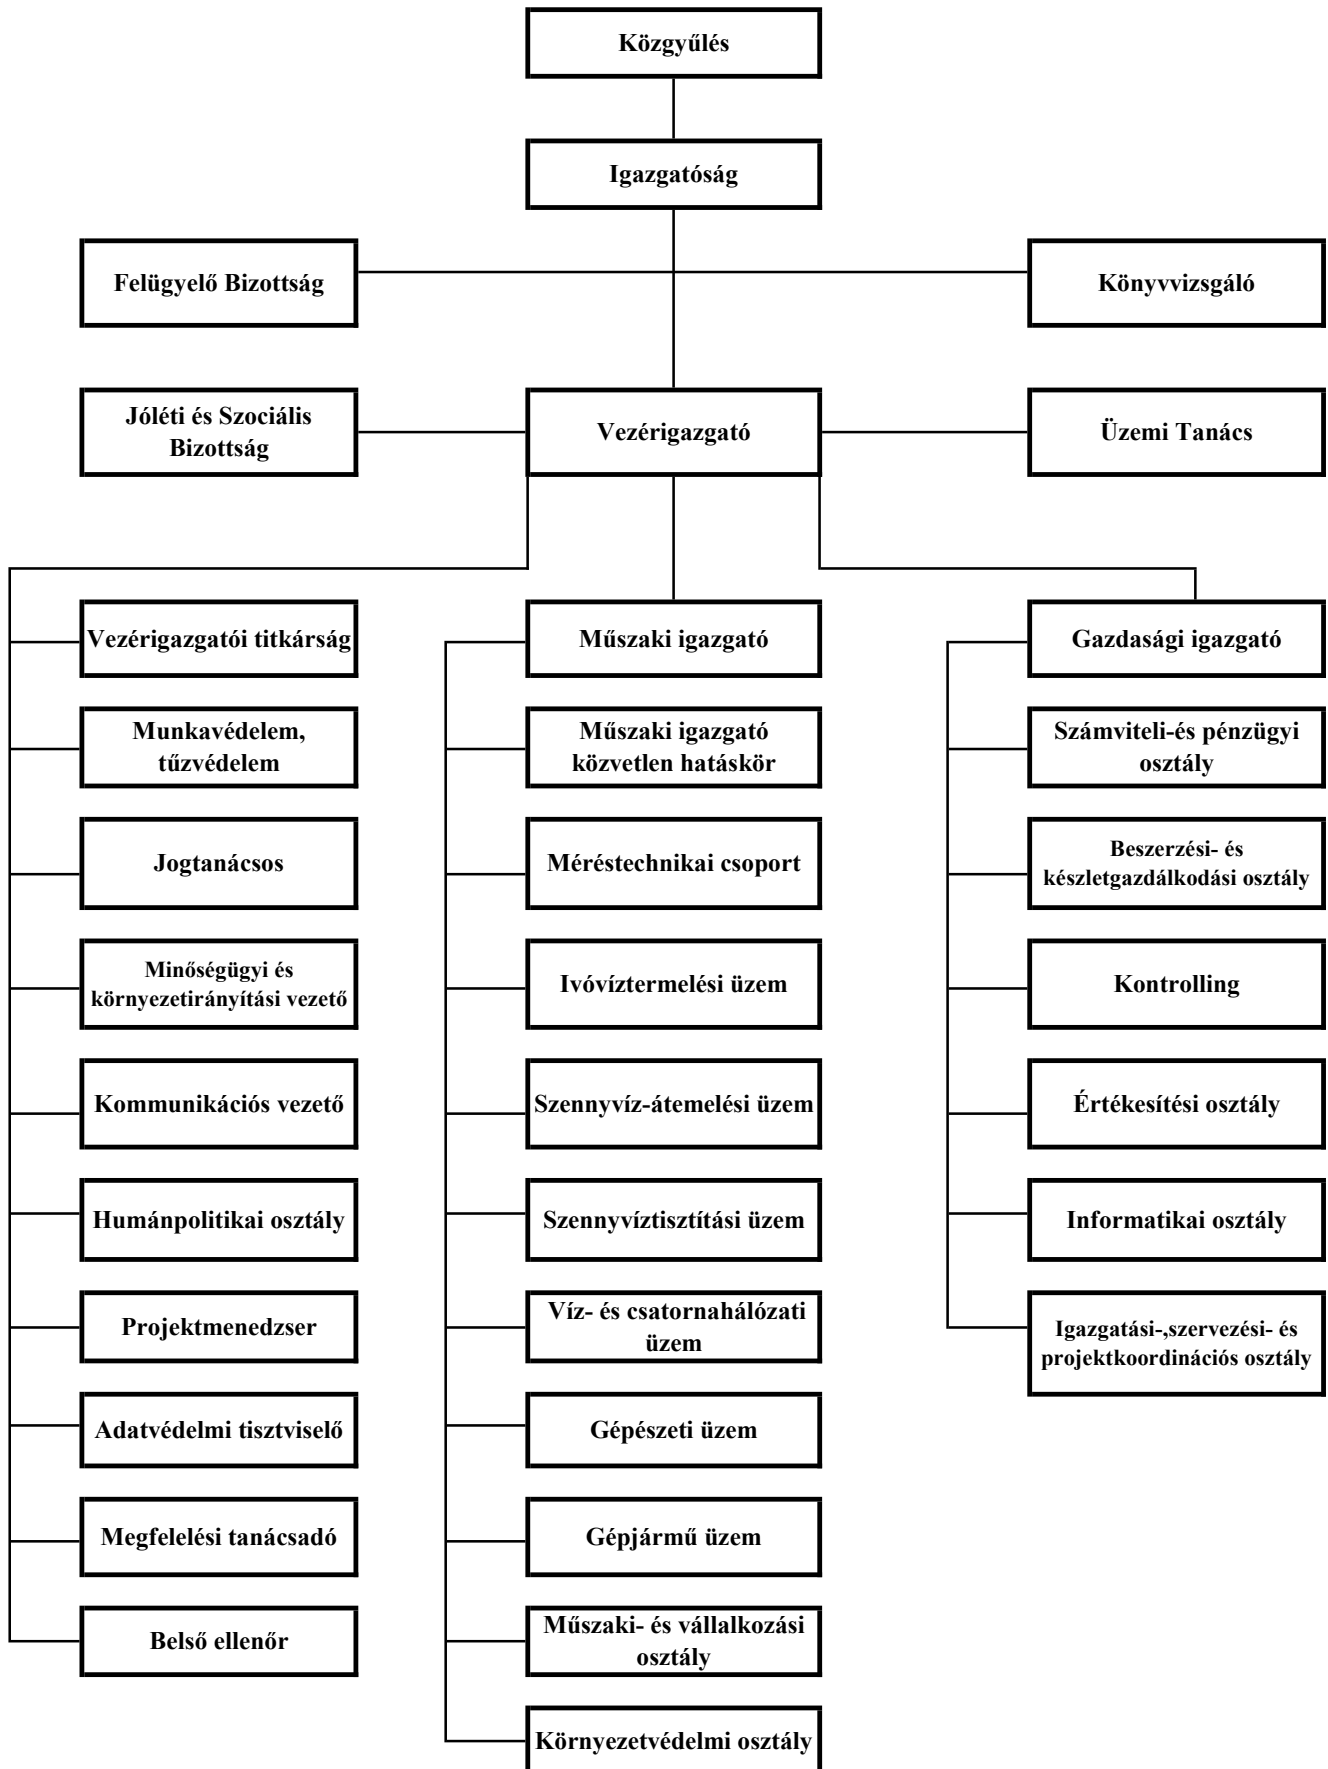 Közgyűlés
Igazgatóság
Felügyelő Bizottság
Könyvvizsgáló
Jóléti és Szociális
Bizottság
Vezérigazgató
Üzemi Tanács
Vezérigazgatói titkárság
Munkavédelem,
tűzvédelem
Jogtanácsos
Minőségügyi és
környezetirányítási vezető
Kommunikációs vezető
Humánpolitikai osztály
Projektmenedzser
Adatvédelmi tisztviselő
Megfelelési tanácsadó
Belső ellenőr
Műszaki igazgató
Műszaki igazgató
közvetlen hatáskör
Méréstechnikai csoport
Ivóvíztermelési üzem
Szennyvíz-átemelési üzem
Szennyvíztisztítási üzem
Víz- és csatornahálózati
üzem
Gépészeti üzem
Gépjármű üzem
Műszaki- és vállalkozási
osztály
Környezetvédelmi osztály
Gazdasági igazgató
Számviteli-és pénzügyi
osztály
Beszerzési- és
készletgazdálkodási osztály
Kontrolling
Értékesítési osztály
Informatikai osztály
Igazgatási-,szervezési- és
projektkoordinációs osztály